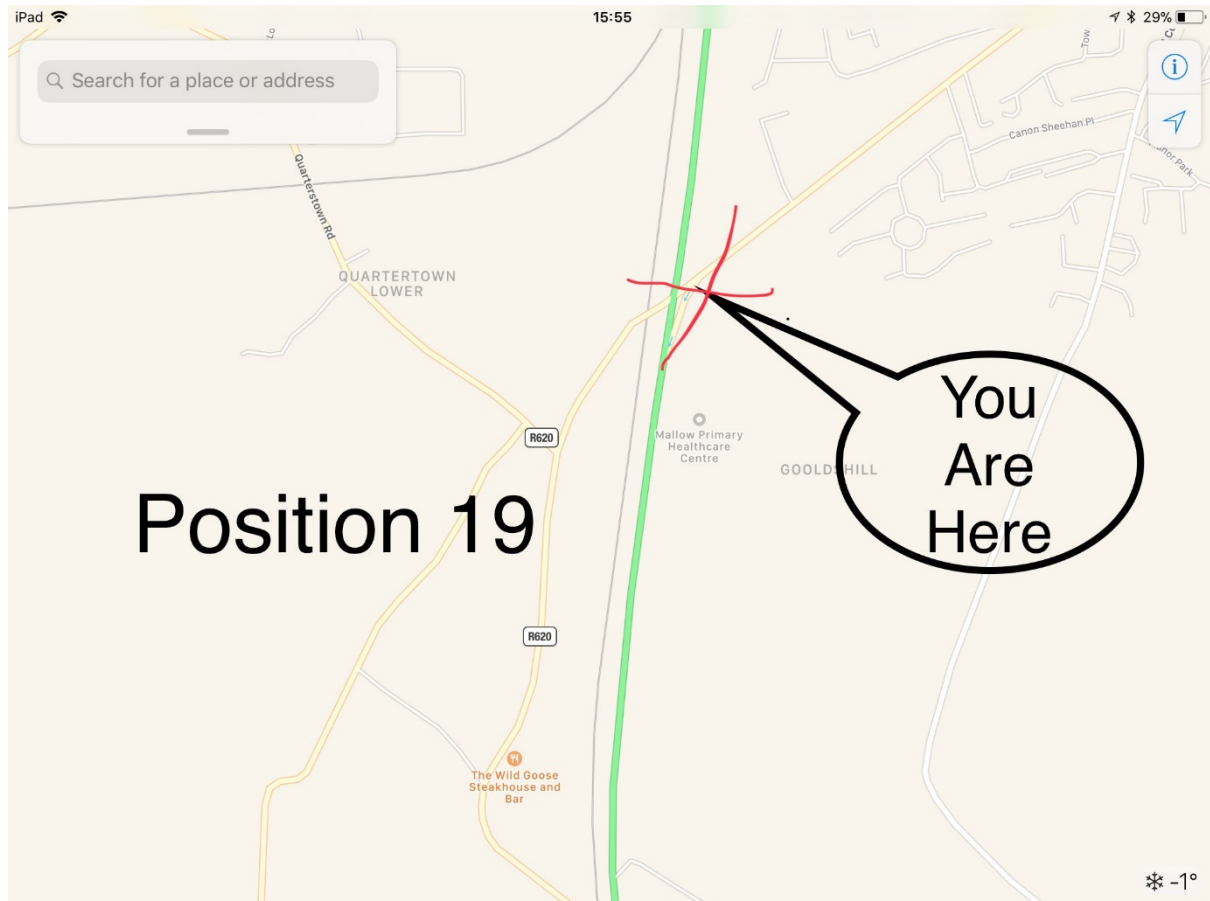 iPad
15:55
29%
Search for a place or address
Canon Sheehan Pl
Quarterstown Rd
QUARTERTOWN
LOWER
R620
Mallow Primary
Healthcare
Centre
GOOLDSHILL
You
Are
Here
Position 19
R620
The Wild Goose
Steakhouse and
Bar
-1°